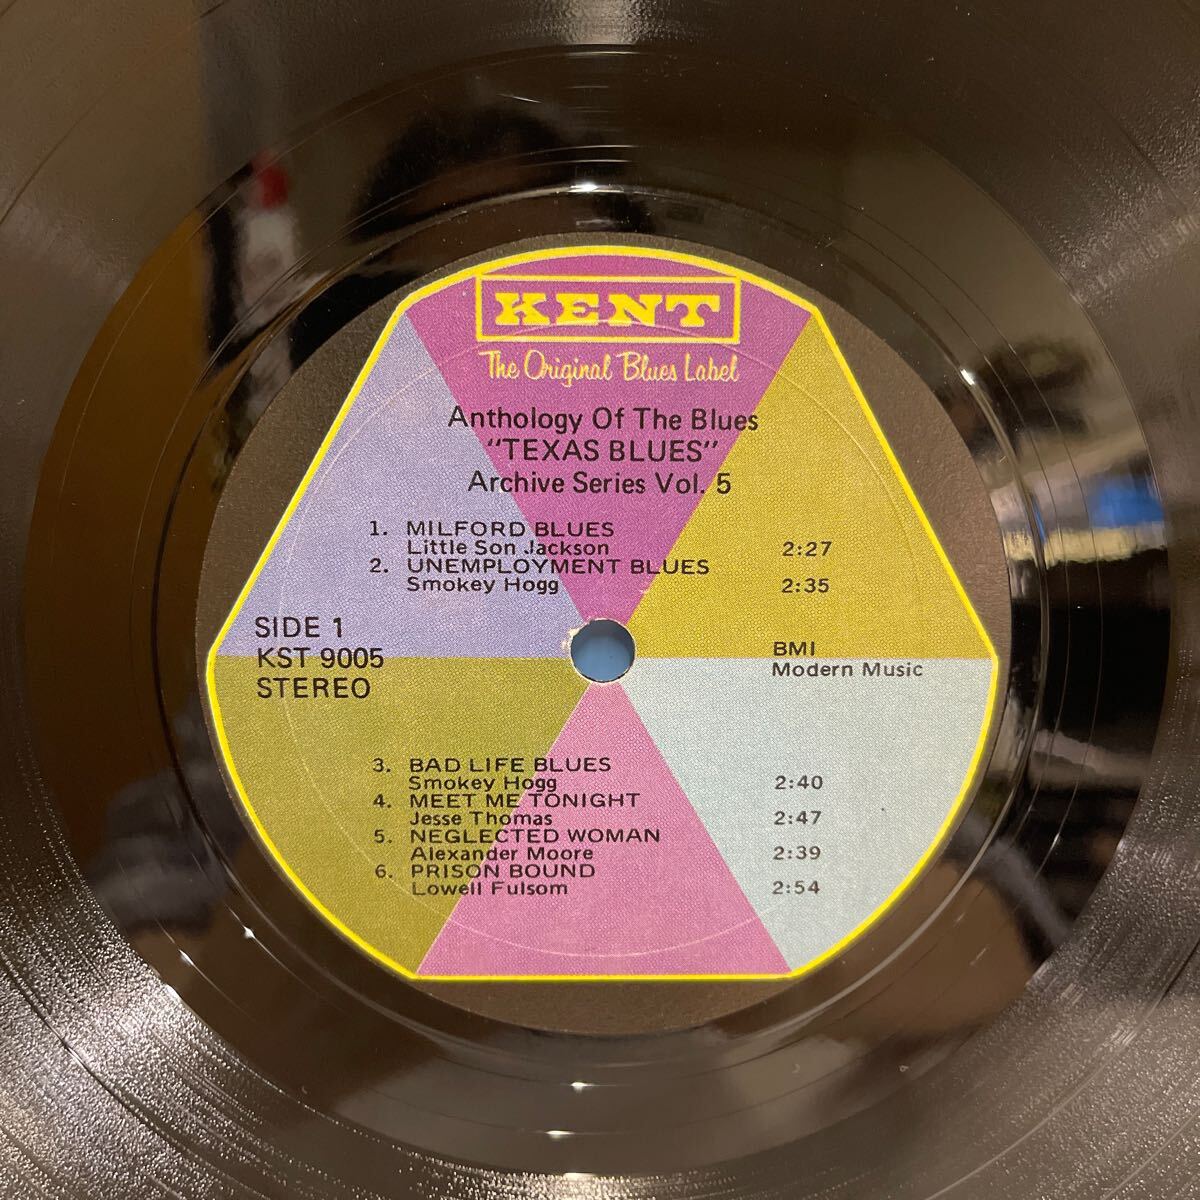 KENT
The Original Blues Label
Anthology Of The Blues
"TEXAS BLUES"
Archive Series Vol. 5
1. MILFORD BLUES
Little Son Jackson 2:27
2. UNEMPLOYMENT BLUES
Smokey Hogg 2:35
SIDE 1
KST 9005
STEREO
BMI
Modern Music
3. BAD LIFE BLUES
Smokey Hogg 2:40
4. MEET ME TONIGHT
Jesse Thomas 2:47
5. NEGLECTED WOMAN
Alexander Moore 2:39
6. PRISON BOUND
Lowell Fulsom 2:54